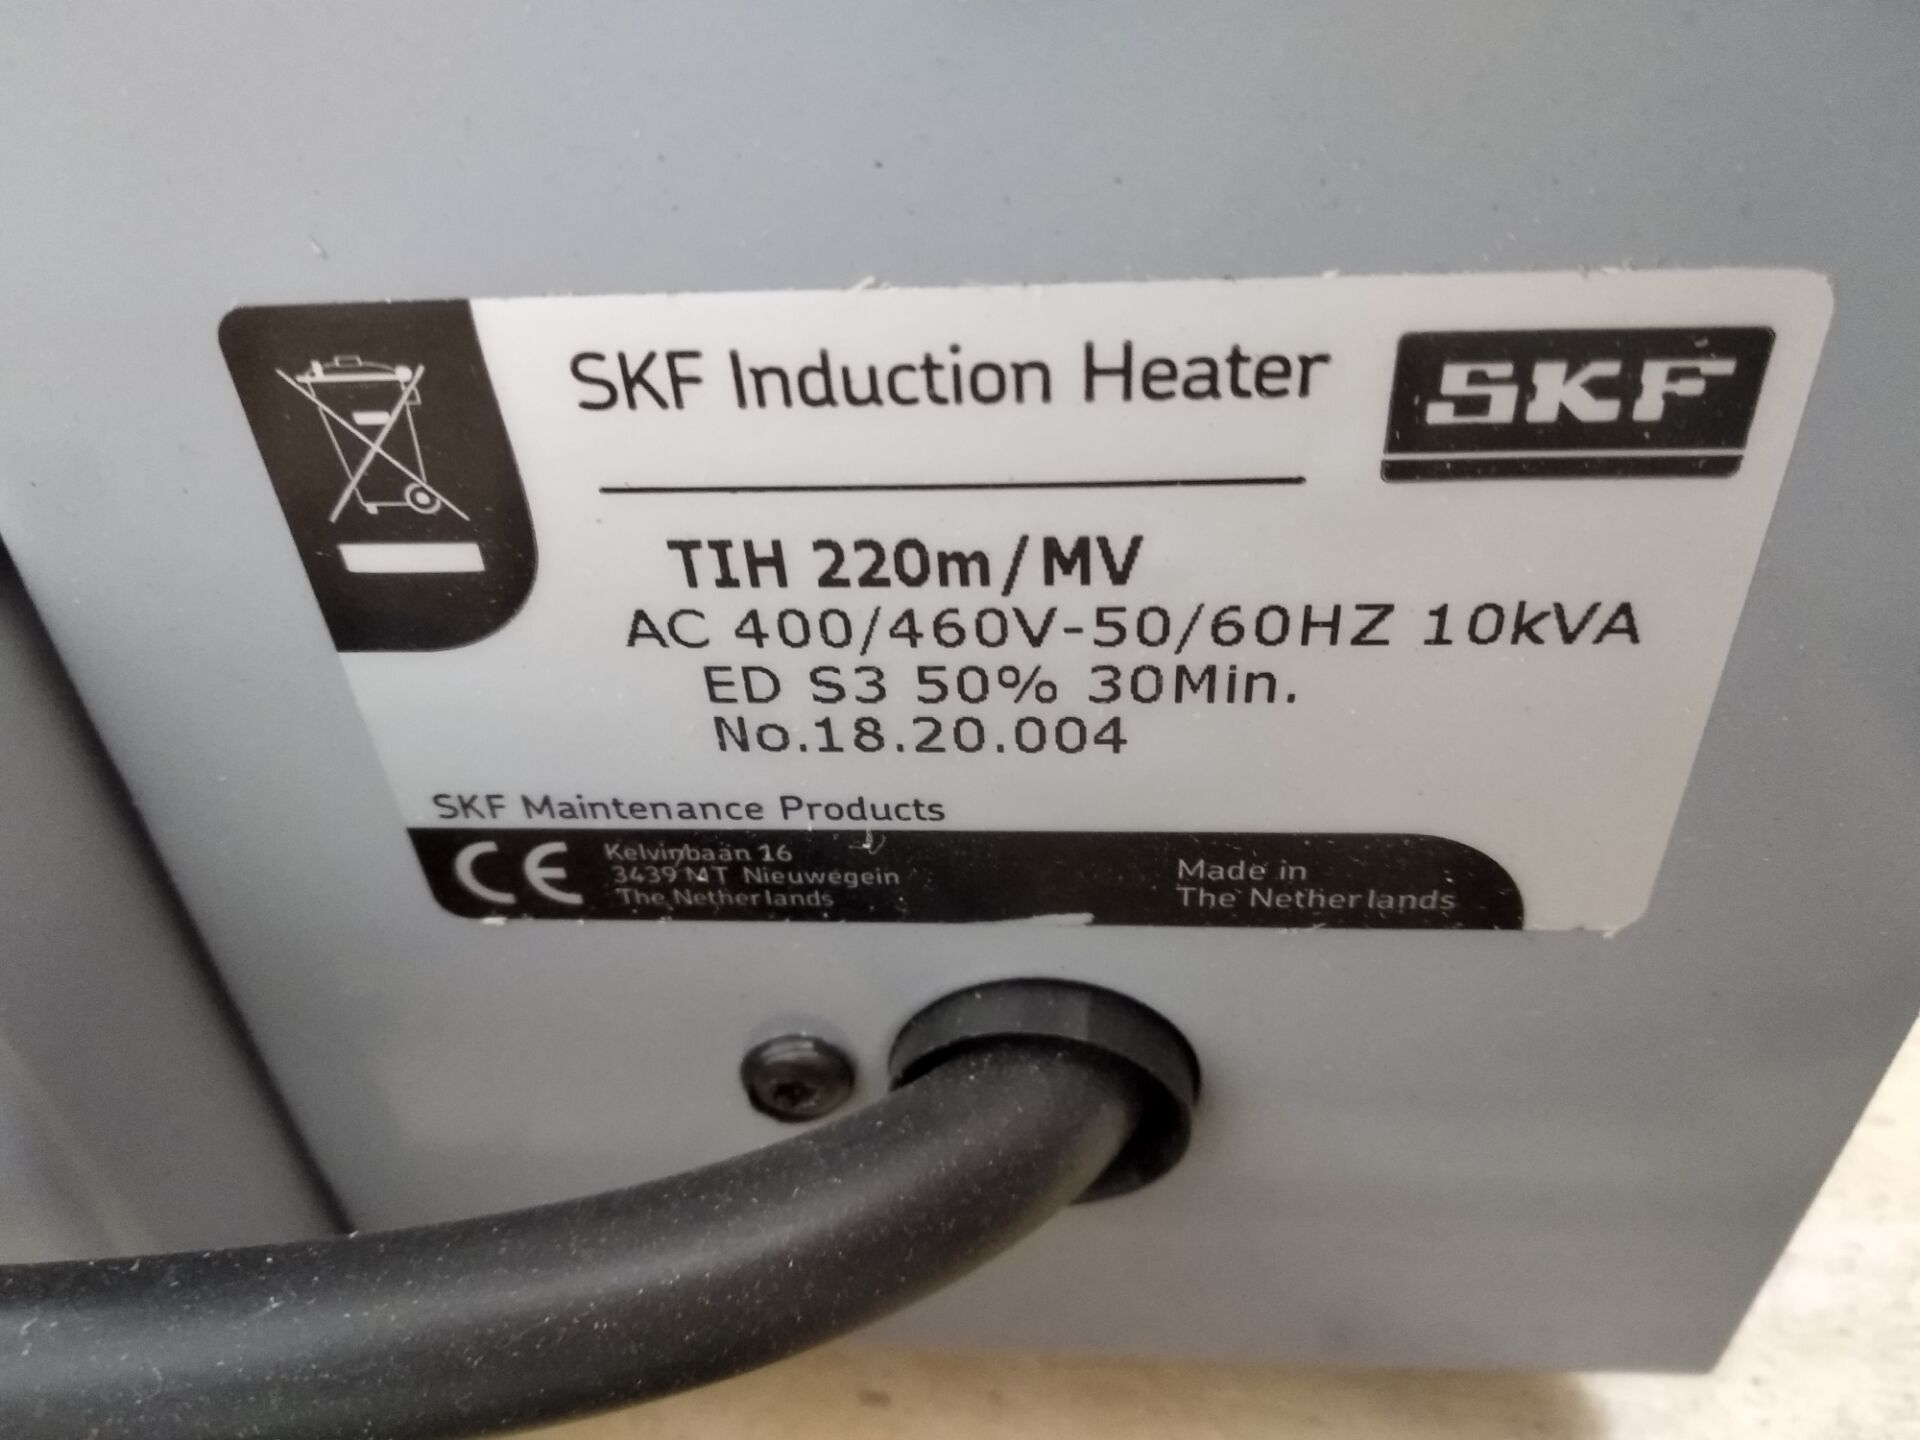 SKF Induction Heater
SKF
TIH 220m/MV
AC 400/460V-50/60HZ 10kVA
ED S3 50% 30Min.
No.18.20.004
SKF Maintenance Products
CE
Kelvinbaan 16
3439 MT Nieuwegein
The Netherlands
Made in
The Netherlands